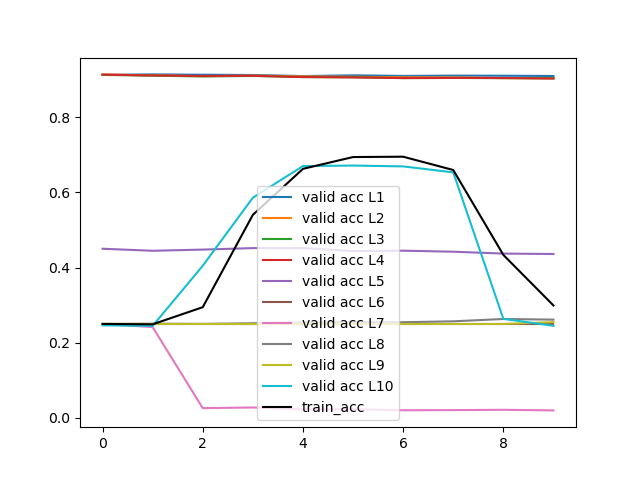 0.8
0.6
0.4
0.2
0.0
0
2
4
6
8
valid acc L1
valid acc L2
valid acc L3
valid acc L4
valid acc L5
valid acc L6
valid acc L7
valid acc L8
valid acc L9
valid acc L10
train_acc